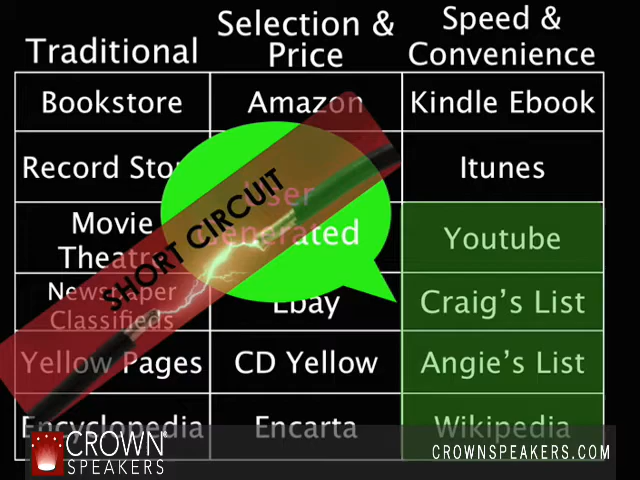 Traditional
Selection &
Price
Speed &
Convenience
Bookstore
Amazon
Kindle Ebook
Record Sto
Itunes
User
Generated
SHORT CIRCUIT
Movie
Theatr
Youtube
Newspaper
Classifieds
Ebay
Craig's List
Yellow Pages
CD Yellow
Angie's List
Encyclopedia
Encarta
Wikipedia
CROWN
SPEAKERS
CROWNSPEAKERS.COM